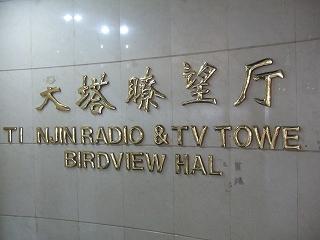 天塔瞭望厅
TI NJIN RADIO & TV TOWE
BIRDVIEW HAL